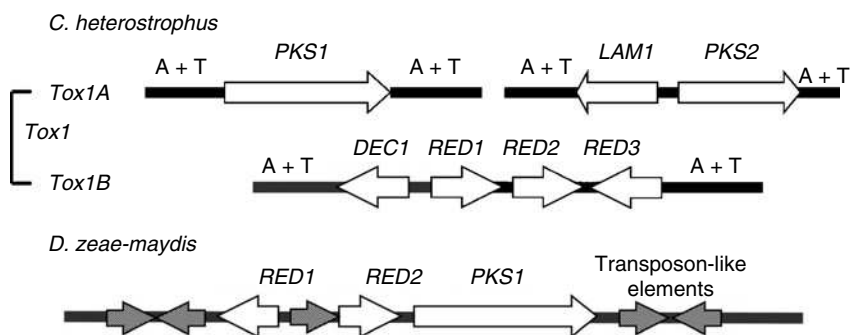 C. heterostrophus
PKS1 LAM1 PKS2
A + T A + T A + T A + T
Tox1A
Tox1
DEC1 RED1 RED2 RED3
A + T A + T
Tox1B
D. zeae-maydis
RED1 RED2 PKS1 Transposon-like
elements